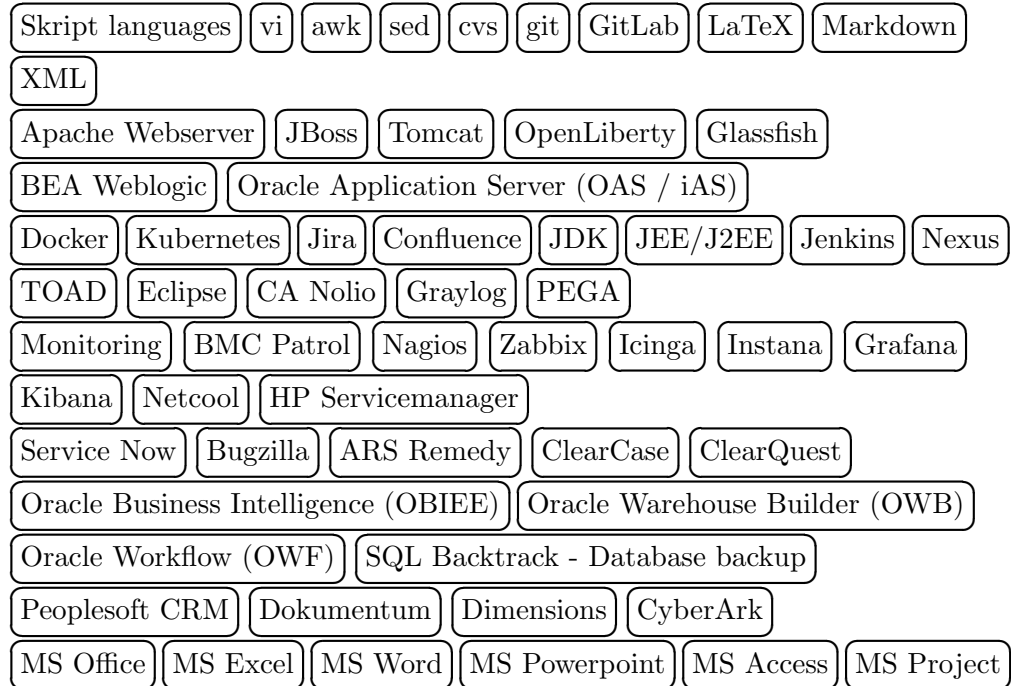 Skript languages vi awk sed cvs git GitLab LaTeX Markdown
XML
Apache Webserver JBoss Tomcat OpenLiberty Glassfish
BEA Weblogic Oracle Application Server (OAS / iAS)
Docker Kubernetes Jira Confluence JDK JEE/J2EE Jenkins Nexus
TOAD Eclipse CA Nolio Graylog PEGA
Monitoring BMC Patrol Nagios Zabbix Icinga Instana Grafana
Kibana Netcool HP Servicemanager
Service Now Bugzilla ARS Remedy ClearCase ClearQuest
Oracle Business Intelligence (OBIEE) Oracle Warehouse Builder (OWB)
Oracle Workflow (OWF) SQL Backtrack - Database backup
Peoplesoft CRM Dokumentum Dimensions CyberArk
MS Office MS Excel MS Word MS Powerpoint MS Access MS Project